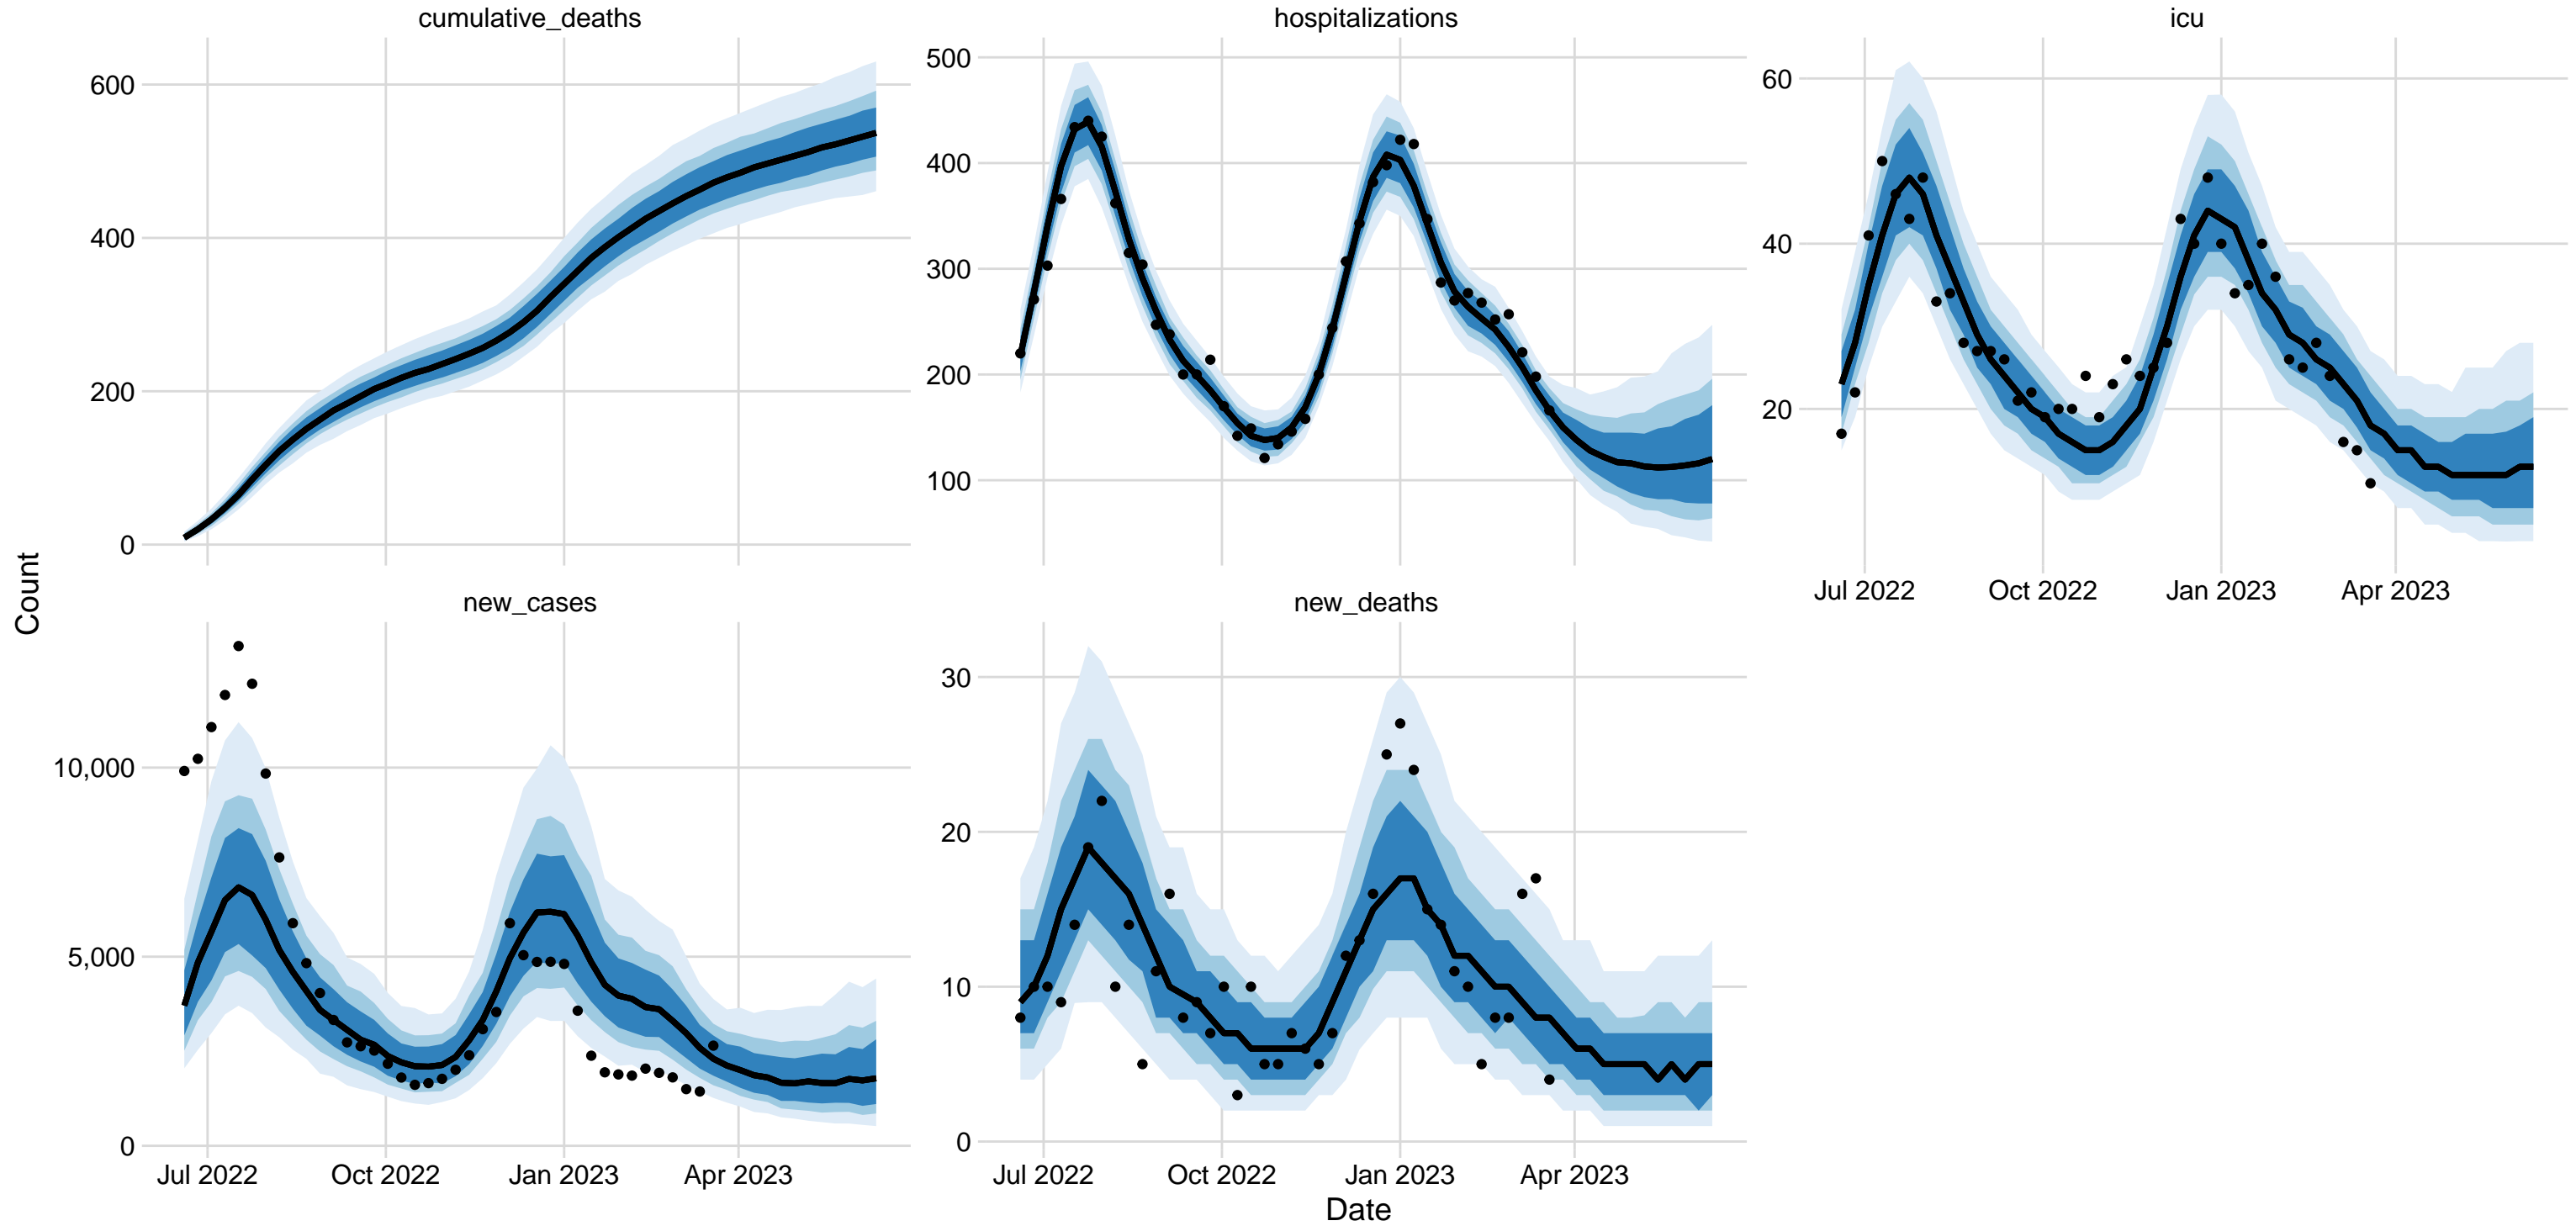 cumulative_deaths
hospitalizations
icu
600
400
200
0
500
400
300
200
100
60
40
20
Jul 2022
Oct 2022
Jan 2023
Apr 2023
Count
new_cases
new_deaths
10,000
5,000
0
30
20
10
0
Jul 2022
Oct 2022
Jan 2023
Apr 2023
Jul 2022
Oct 2022
Jan 2023
Apr 2023
Date